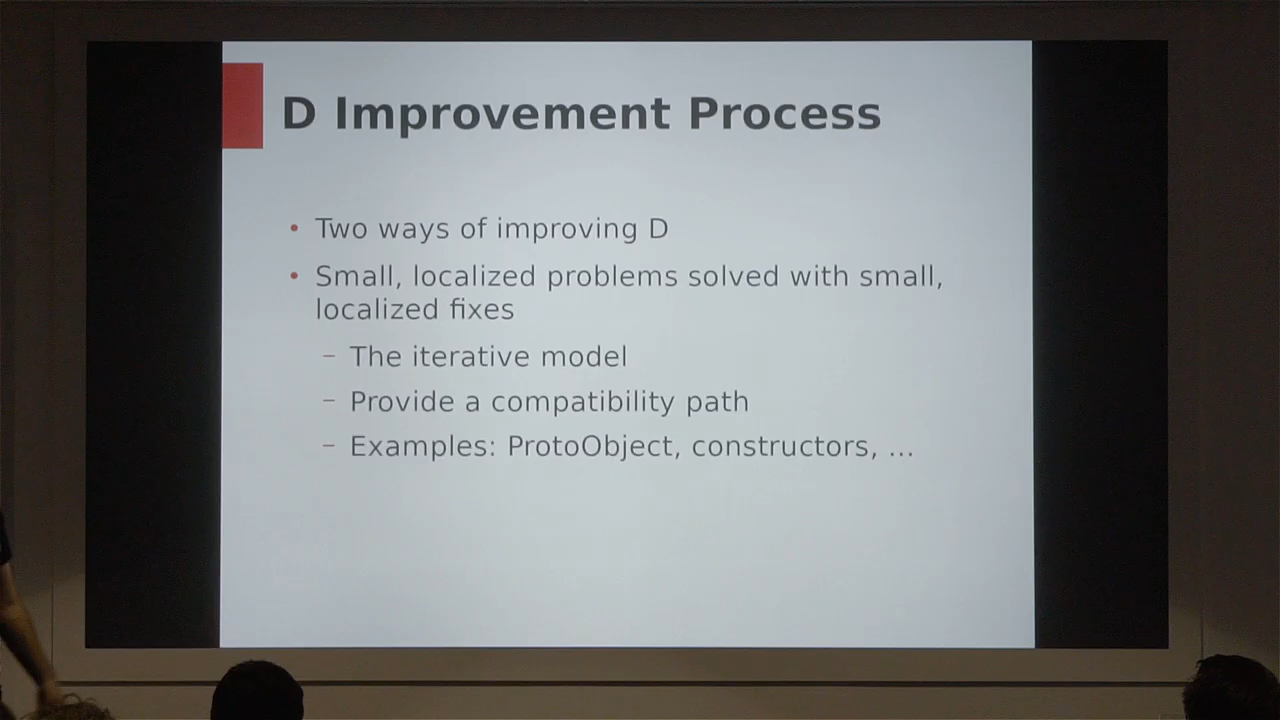 D Improvement Process
• Two ways of improving D
• Small, localized problems solved with small,
localized fixes
– The iterative model
– Provide a compatibility path
– Examples: ProtoObject, constructors, ...